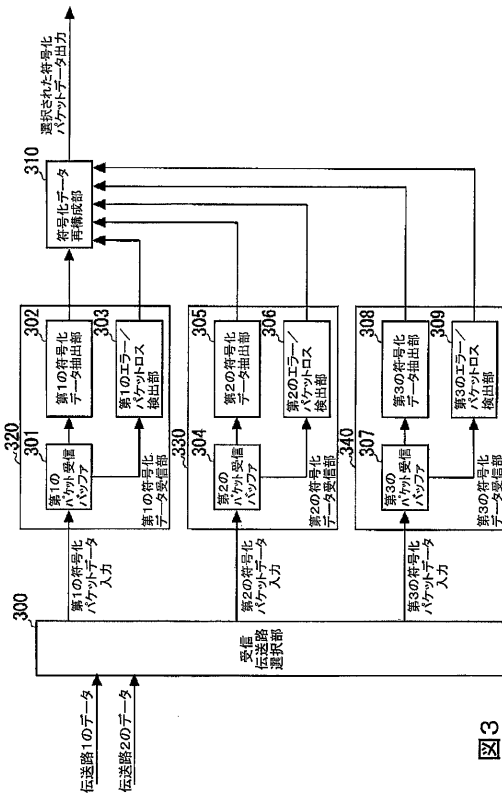 伝送路1のデータ
伝送路2のデータ
300
受信
伝送路
選択部
第1の符号化
パケットデータ
入力
320
301
第1の
パケット受信
バッファ
302
第1の符号化
データ抽出部
303
第1のエラー/
パケットロス
検出部
第1の符号化
データ受信部
第2の符号化
パケットデータ
入力
330
304
第2の
パケット受信
バッファ
305
第2の符号化
データ抽出部
306
第2のエラー/
パケットロス
検出部
第2の符号化
データ受信部
第3の符号化
パケットデータ
入力
340
307
第3の
パケット受信
バッファ
308
第3の符号化
データ抽出部
309
第3のエラー/
パケットロス
検出部
第3の符号化
データ受信部
310
符号化データ
再構成部
選択された符号化
パケットデータ出力
図3